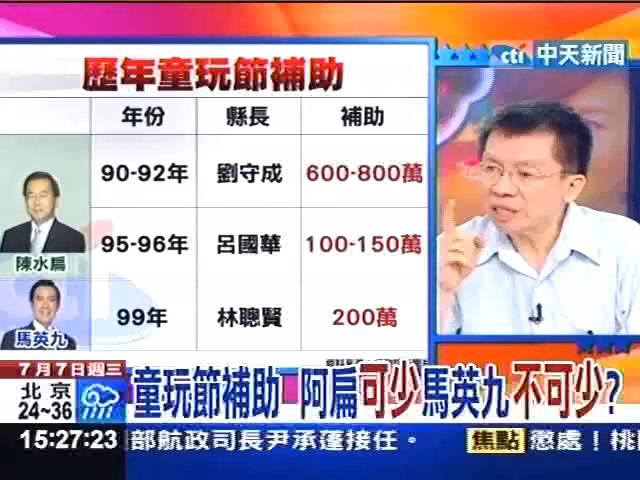 cti 中天新聞
歷年童玩節補助
年份 縣長 補助
90-92年 劉守成 600-800萬
陳水扁
95-96年 呂國華 100-150萬
馬英九
99年 林聰賢 200萬
7月7日週三
北京
24~36
童玩節補助 阿扁可少馬英九不可少?
15:27:23 部航政司長尹承蓬接任。 焦點 懲處!桃